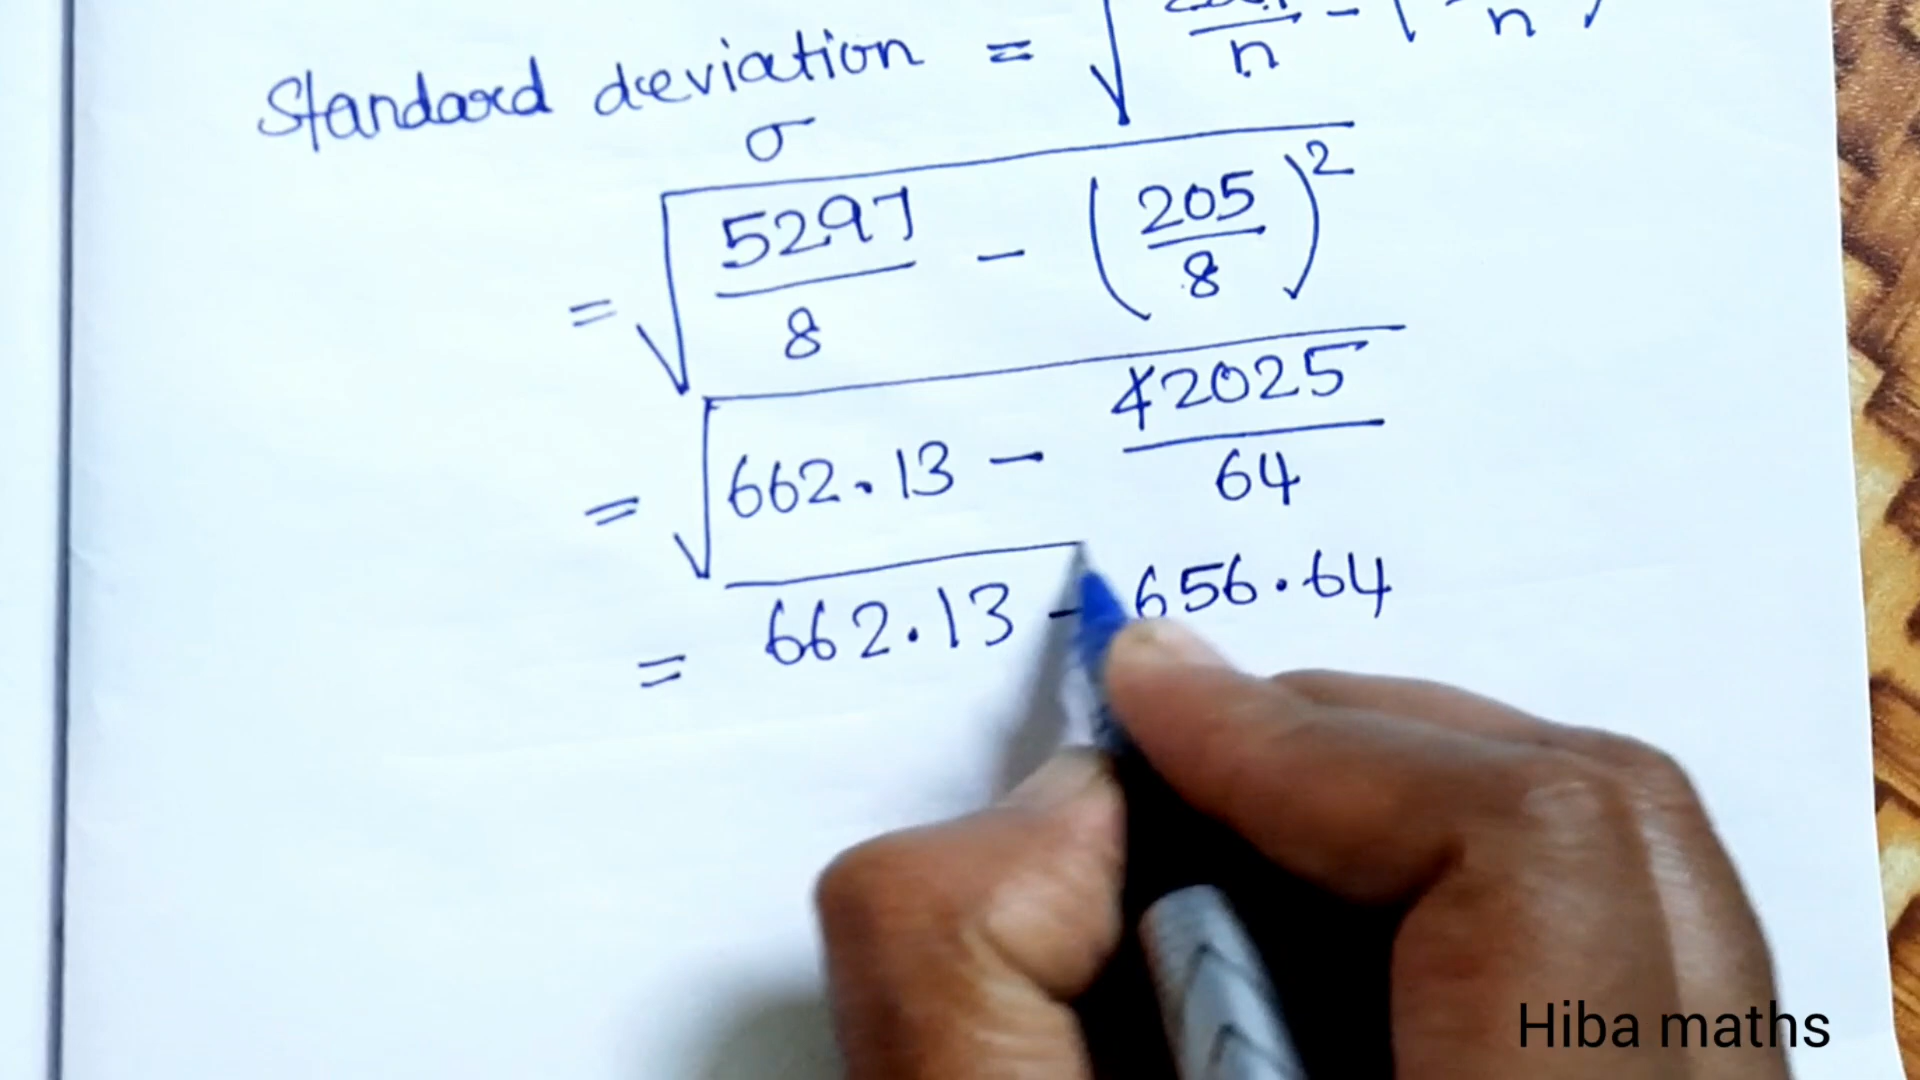 Standard deviation = √ n - ( n )
σ
= √ 5297/8 - (205/8)²
= √ 662.13 - 42025/64
= 662.13 - 656.64
Hiba maths